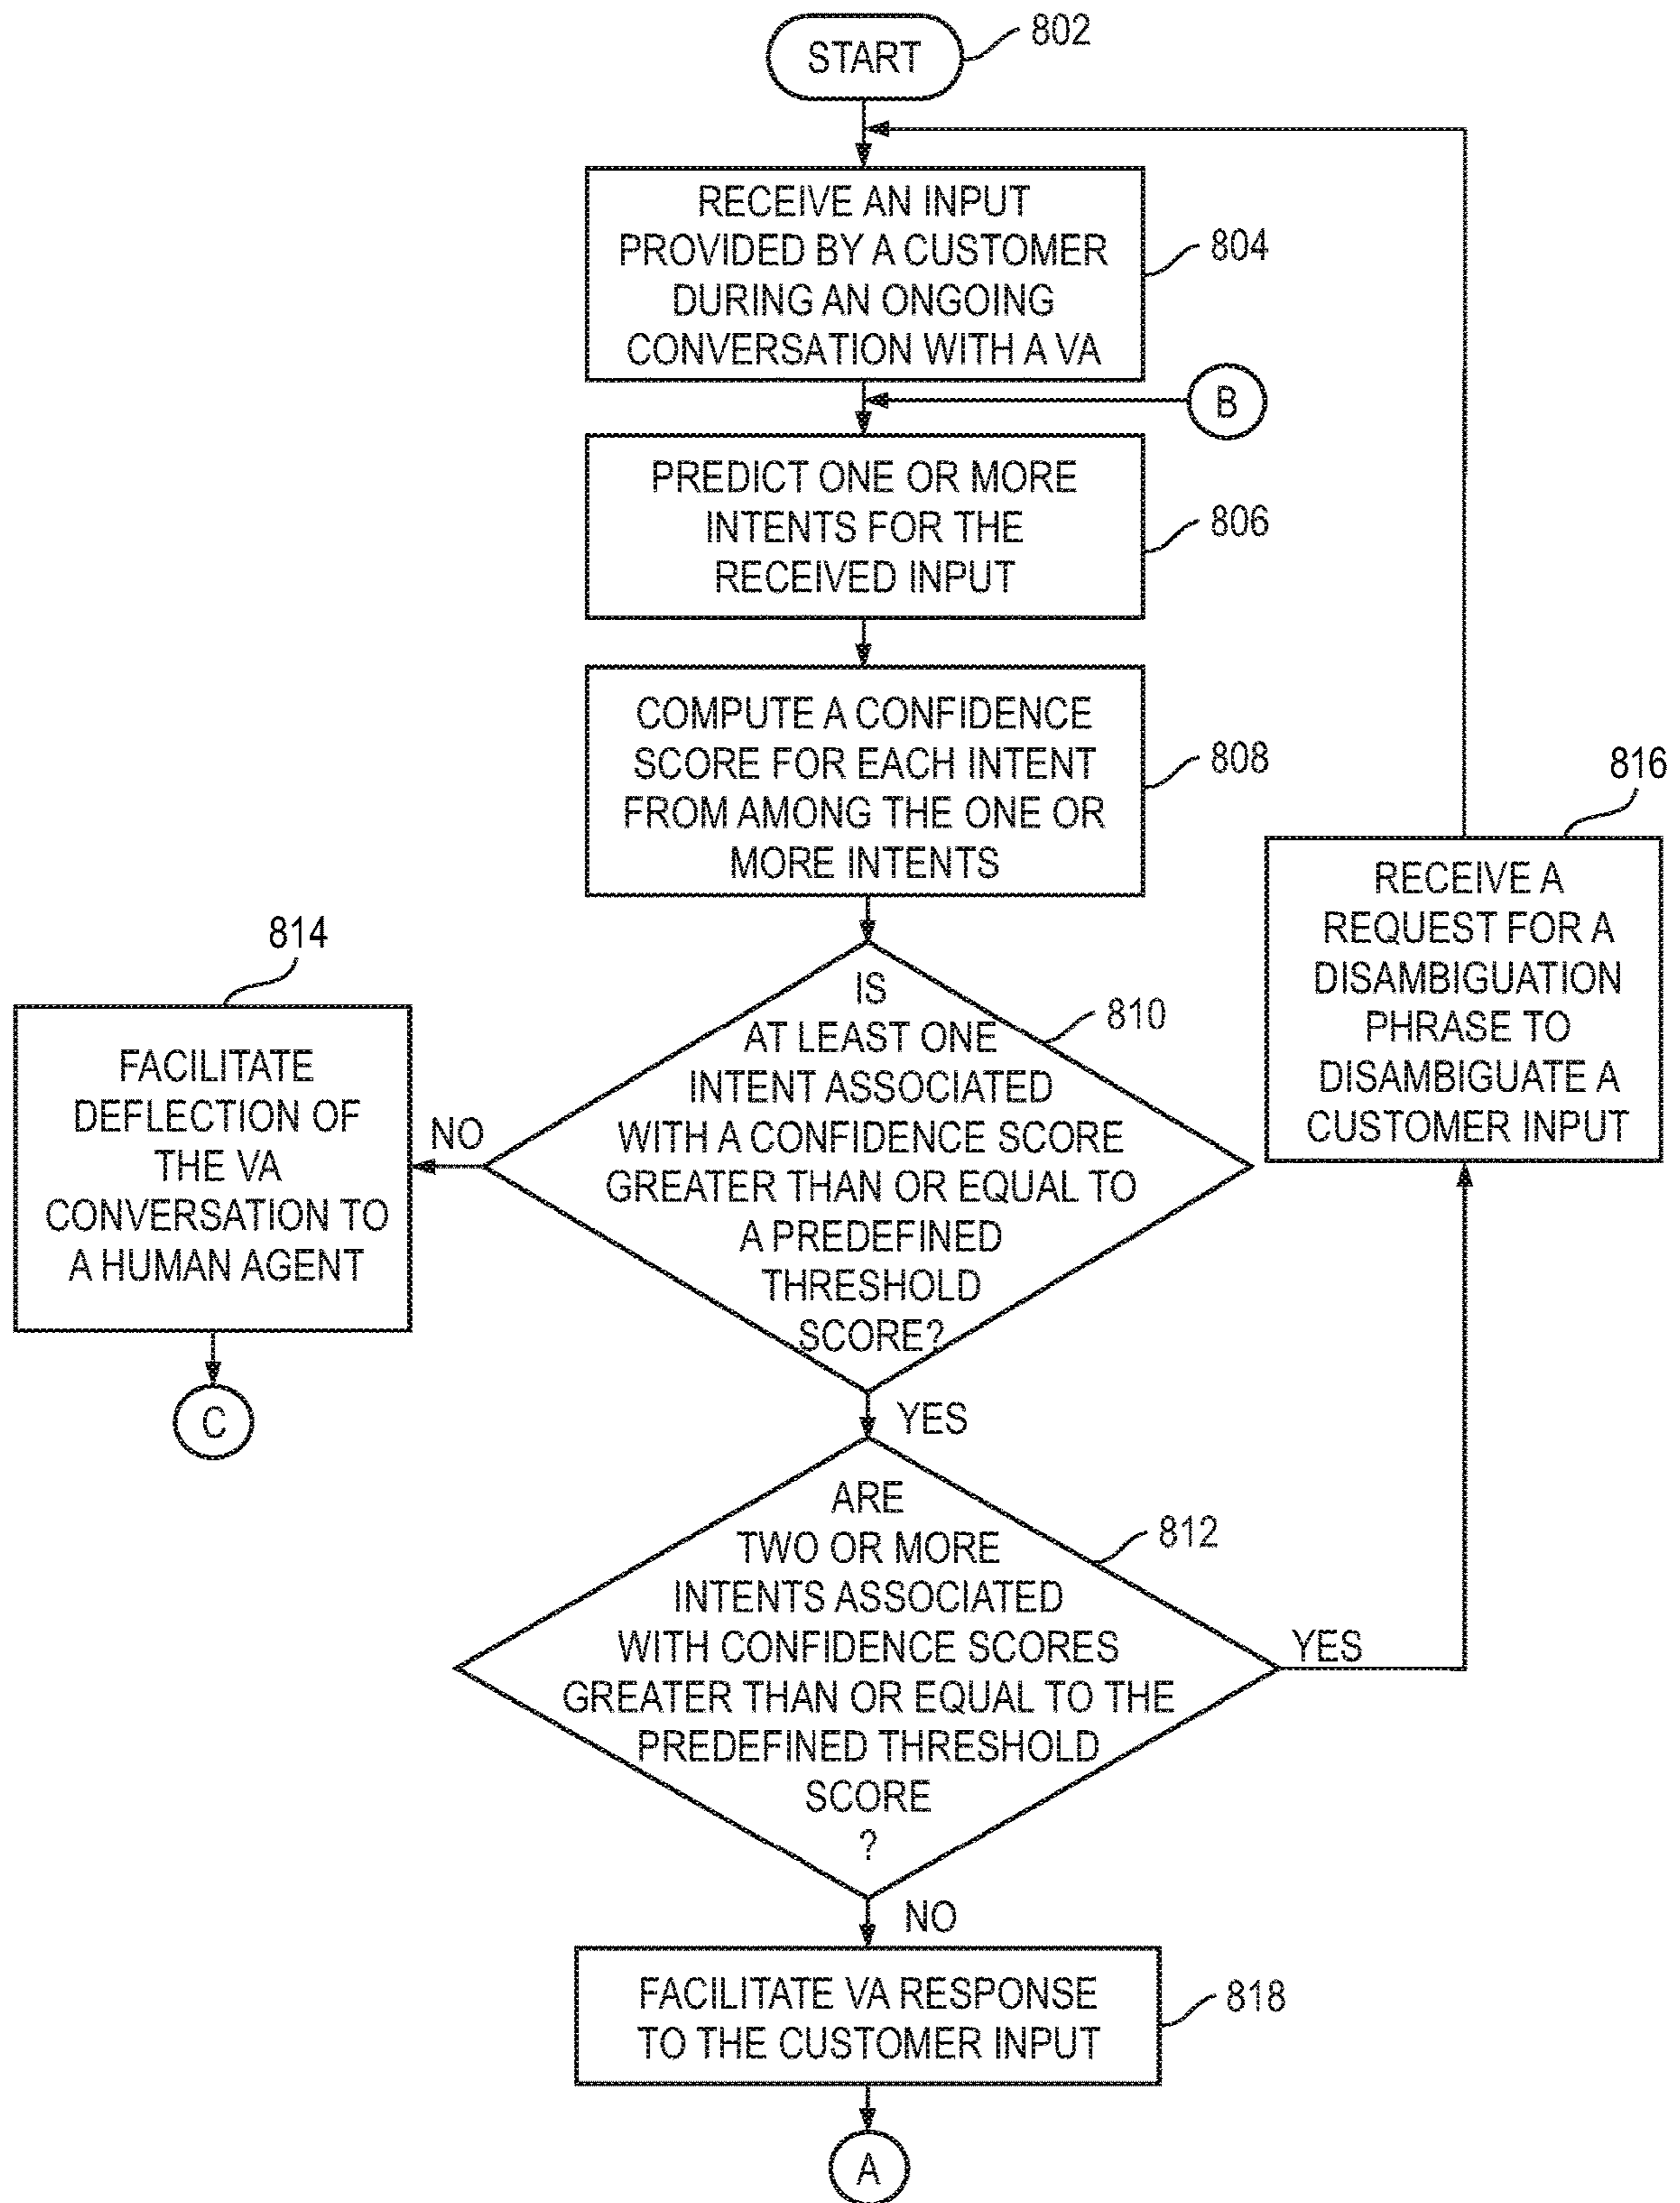 START
802
RECEIVE AN INPUT
PROVIDED BY A CUSTOMER
DURING AN ONGOING
CONVERSATION WITH A VA
804
B
PREDICT ONE OR MORE
INTENTS FOR THE
RECEIVED INPUT
806
COMPUTE A CONFIDENCE
SCORE FOR EACH INTENT
FROM AMONG THE ONE OR
MORE INTENTS
808
816
RECEIVE A
REQUEST FOR A
DISAMBIGUATION
PHRASE TO
DISAMBIGUATE A
CUSTOMER INPUT
814
FACILITATE
DEFLECTION OF
THE VA
CONVERSATION TO
A HUMAN AGENT
NO
IS
AT LEAST ONE
INTENT ASSOCIATED
WITH A CONFIDENCE SCORE
GREATER THAN OR EQUAL TO
A PREDEFINED
THRESHOLD
SCORE?
810
C
YES
ARE
TWO OR MORE
INTENTS ASSOCIATED
WITH CONFIDENCE SCORES
GREATER THAN OR EQUAL TO THE
PREDEFINED THRESHOLD
SCORE
?
812
YES
NO
FACILITATE VA RESPONSE
TO THE CUSTOMER INPUT
818
A